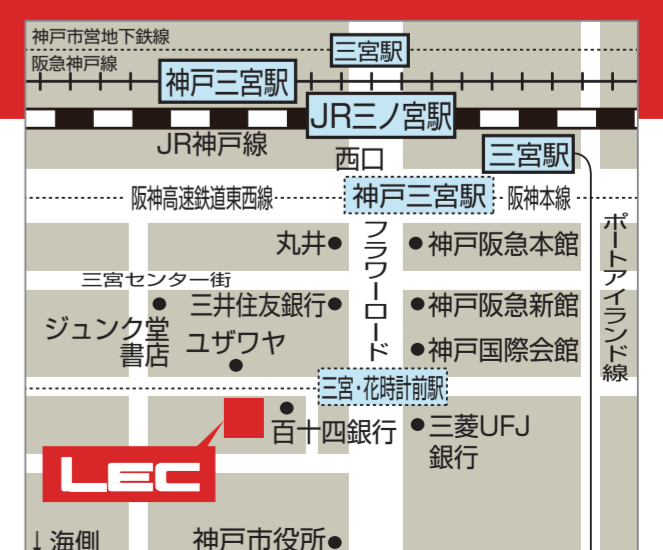 神戸市営地下鉄線
三宮駅
阪急神戸線
神戸三宮駅
JR三ノ宮駅
JR神戸線
西口
三宮駅
阪神高速鉄道東西線
神戸三宮駅
阪神本線
フラワーロード
ポートアイランド線
丸井
神戸阪急本館
三宮センター街
三井住友銀行
神戸阪急新館
ジュンク堂
書店
ユザワヤ
神戸国際会館
三宮・花時計前駅
百十四銀行
三菱UFJ
銀行
LEC
↓海側
神戸市役所